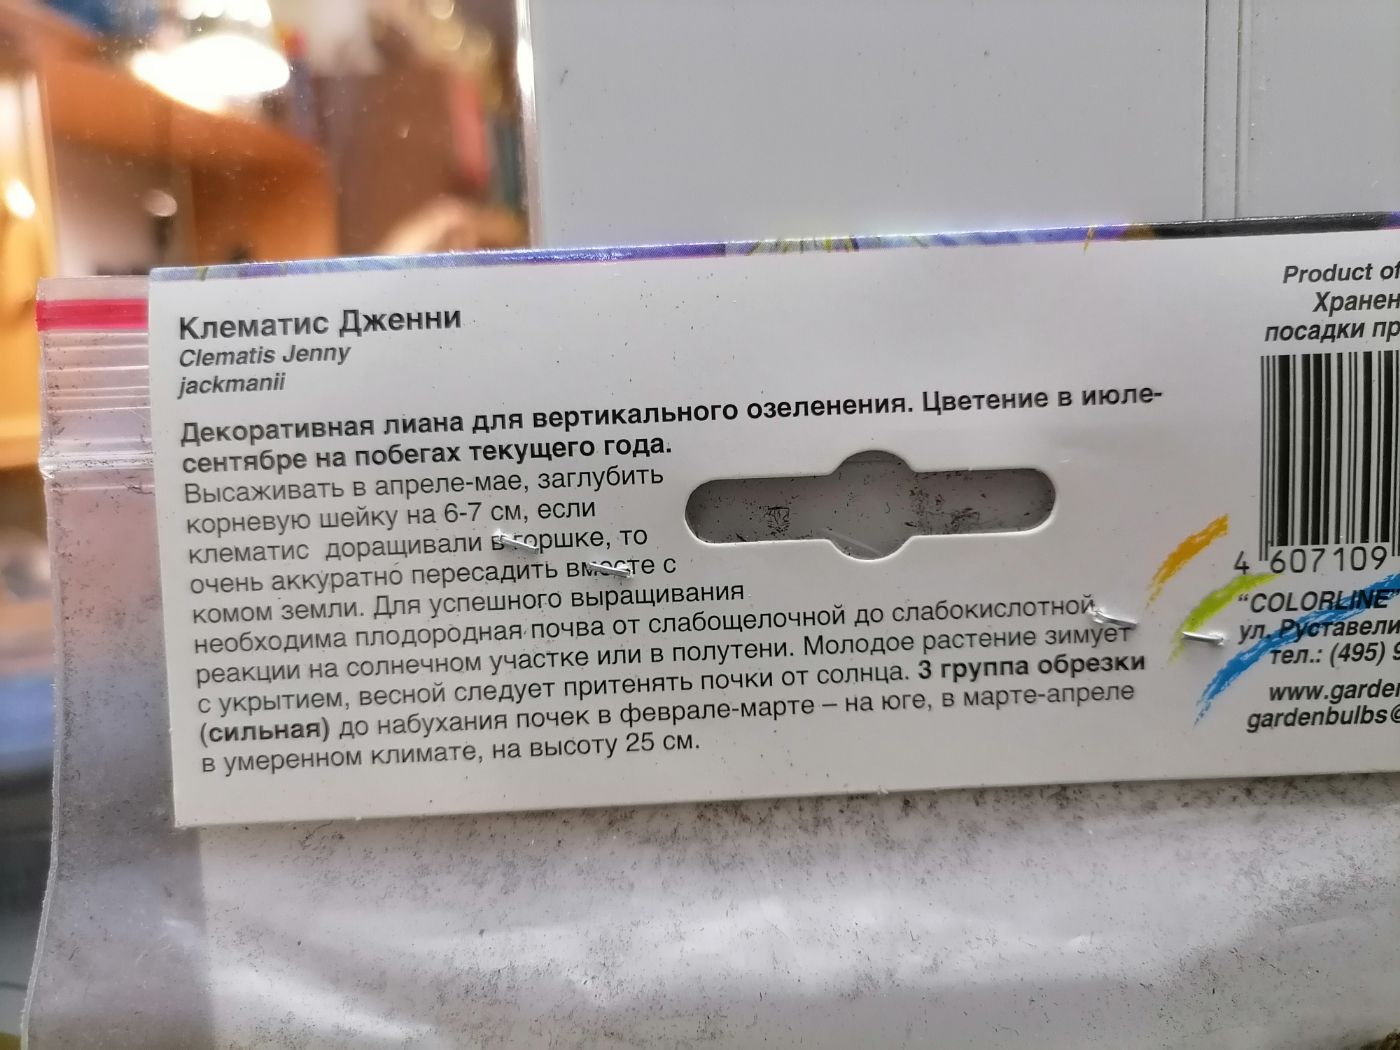 Клематис Дженни
Clematis Jenny
jackmanii
Декоративная лиана для вертикального озеленения. Цветение в июле-
сентябре на побегах текущего года.
Высаживать в апреле-мае, заглубить
корневую шейку на 6-7 см, если
клематис доращивали в горшке, то
очень аккуратно пересадить вместе с
комом земли. Для успешного выращивания
необходима плодородная почва от слабощелочной до слабокислотной
реакции на солнечном участке или в полутени. Молодое растение зимует
с укрытием, весной следует притенять почки от солнца. 3 группа обрезки
(сильная) до набухания почек в феврале-марте – на юге, в марте-апреле
в умеренном климате, на высоту 25 см.
Product of
Хранен
посадки пр
4 607109
"COLORLINE"
ул. Руставели
тел.: (495) 9
www.garden
gardenbulbs@